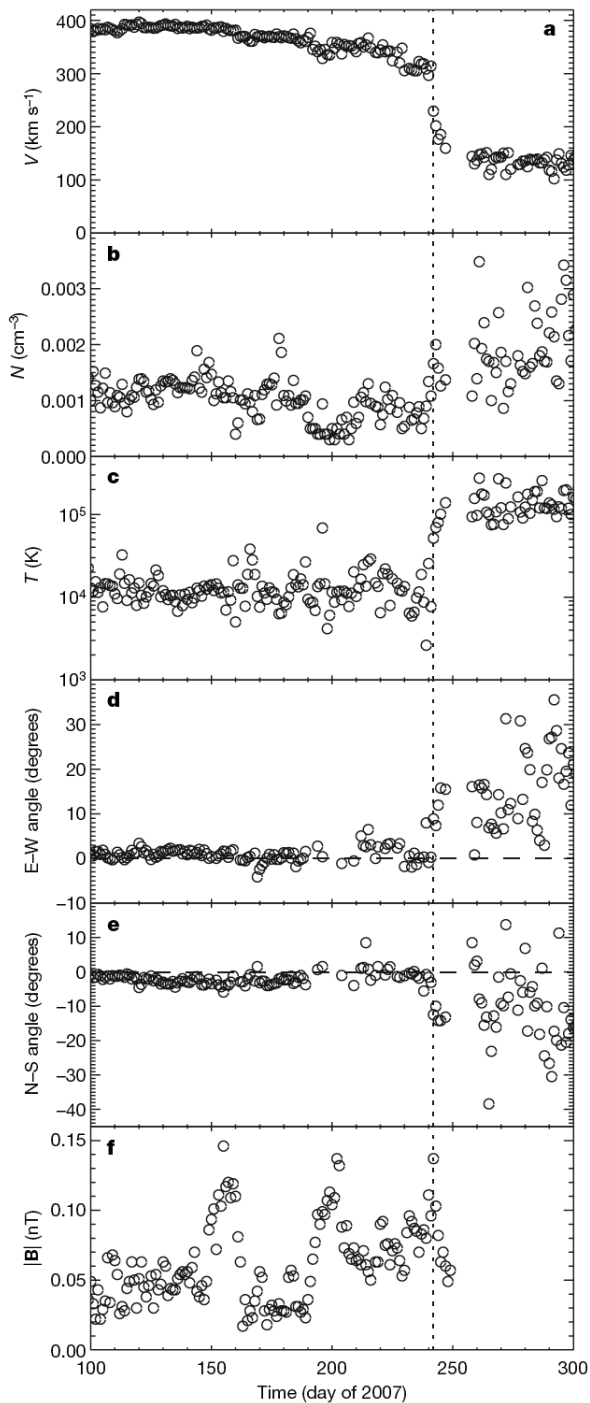 a
400
300
200
100
0
V (km s⁻¹)
b
0.003
0.002
0.001
0.000
N (cm⁻³)
c
10⁵
10⁴
10³
T (K)
d
30
20
10
0
−10
E–W angle (degrees)
e
10
0
−10
−20
−30
−40
N–S angle (degrees)
f
0.15
0.10
0.05
0.00
|B| (nT)
100 150 200 250 300
Time (day of 2007)